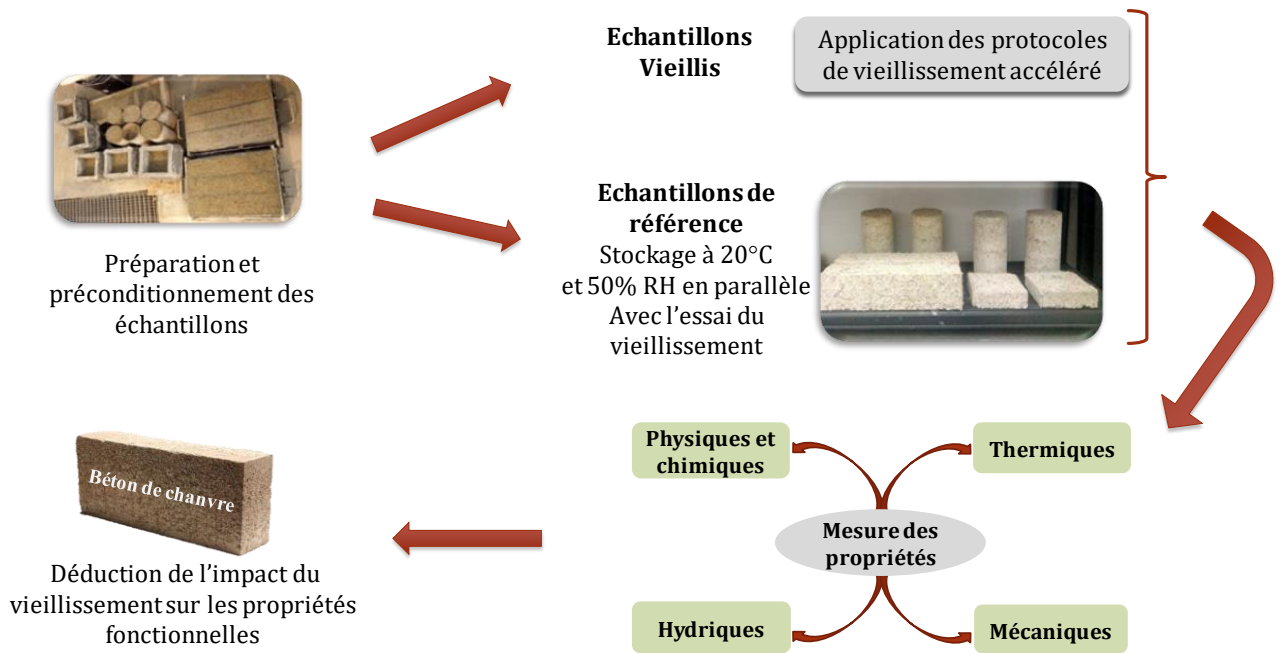 Echantillons
Vieillis
Application des protocoles
de vieillissement accéléré
Préparation et
préconditionnement des
échantillons
Echantillons de
référence
Stockage à 20°C
et 50% RH en parallèle
Avec l’essai du
vieillissement
Physiques et
chimiques
Thermiques
Mesure des
propriétés
Hydriques
Mécaniques
Béton de chanvre
Déduction de l’impact du
vieillissement sur les propriétés
fonctionnelles